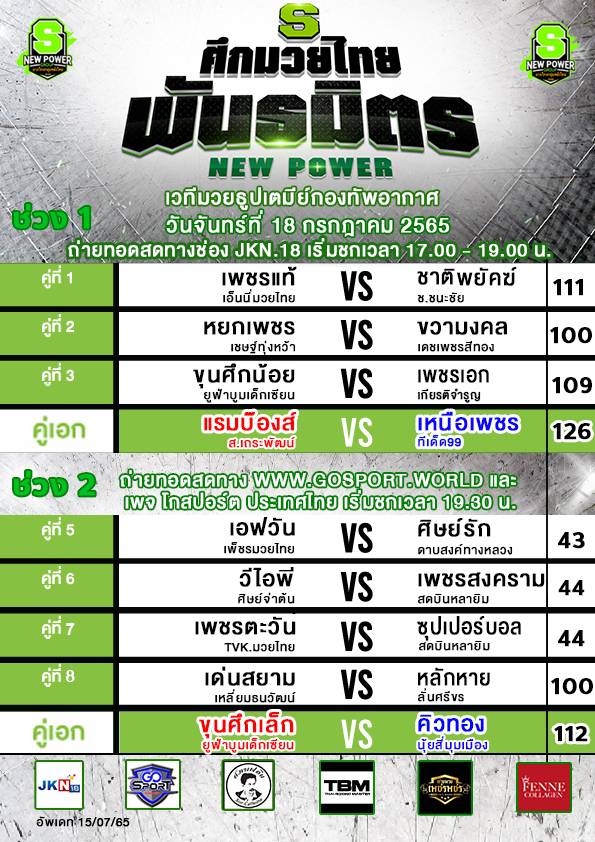 S
S
NEW POWER
S
NEW POWER
ศึกมวยไทย
พันธมิตร
NEW POWER
ช่วง 1
เวทีมวยธูปเตมีย์กองทัพอากาศ
วันจันทร์ที่ 18 กรกฎาคม 2565
ถ่ายทอดสดทางช่อง JKN.18 เริ่มชกเวลา 17.00 - 19.00 น.
คู่ที่ 1 เพชรแท้ VS ชาติพยัคฆ์ 111
เอ็นนี่มวยไทย ช.ชนะชัย
คู่ที่ 2 หยกเพชร VS ขวามงคล 100
เชษฐ์ทุ่งหว้า เดชเพชรสีทอง
คู่ที่ 3 ขุนศึกน้อย VS เพชรเอก 109
ยูฟ่าบูมเด็กเซียน เกียรติจำรูญ
คู่เอก แรมบ๊องส์ VS เหนือเพชร 126
ส.เถระพัฒน์ ทีเด็ด99
ช่วง 2
ถ่ายทอดสดทาง WWW.GOSPORT.WORLD และ
เพจ โกสปอร์ต ประเทศไทย เริ่มชกเวลา 19.30 น.
คู่ที่ 5 เอฟวัน VS ศิษย์รัก 43
เพ็ชรมวยไทย ดาบสงค์ทางหลวง
คู่ที่ 6 วีไอพี VS เพชรสงคราม 44
ศิษย์จ่าต้น สดบินหลายิม
คู่ที่ 7 เพชรตะวัน VS ซุปเปอร์บอล 44
TVK.มวยไทย สดบินหลายิม
คู่ที่ 8 เด่นสยาม VS หลักหาย 100
เหลี่ยมธนวัฒน์ ลั่นศรีขร
คู่เอก ขุนศึกเล็ก VS คิวทอง 112
ยูฟ่าบูมเด็กเซียน นุ้ยสี่มุมเมือง
JKN 18
GO SPORT
TBM
เพชรพัชร
FENNE
COLLAGEN
อัพเดท 15/07/65